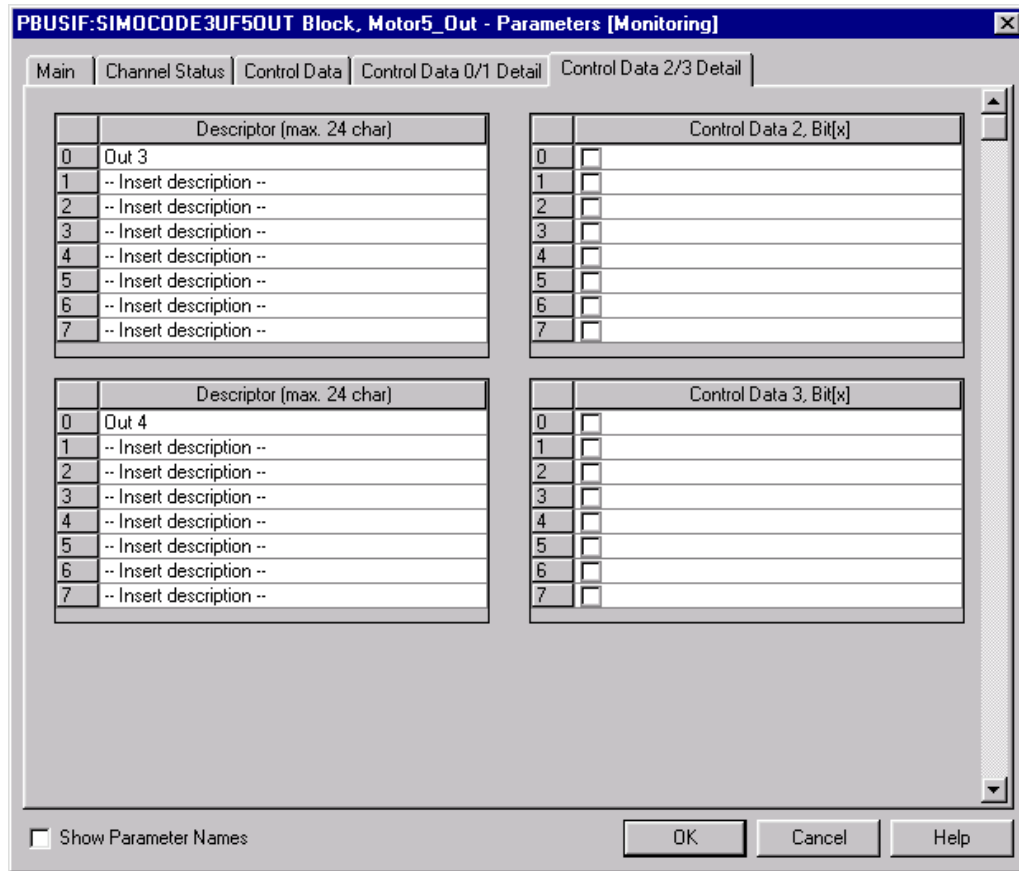 PBUSIF:SIMOCODE3UF5OUT Block, Motor5_Out - Parameters [Monitoring]
Main Channel Status Control Data Control Data 0/1 Detail Control Data 2/3 Detail
Descriptor (max. 24 char) Control Data 2, Bit[x]
0 Out 3 0
1 -- Insert description -- 1
2 -- Insert description -- 2
3 -- Insert description -- 3
4 -- Insert description -- 4
5 -- Insert description -- 5
6 -- Insert description -- 6
7 -- Insert description -- 7
Descriptor (max. 24 char) Control Data 3, Bit[x]
0 Out 4 0
1 -- Insert description -- 1
2 -- Insert description -- 2
3 -- Insert description -- 3
4 -- Insert description -- 4
5 -- Insert description -- 5
6 -- Insert description -- 6
7 -- Insert description -- 7
Show Parameter Names OK Cancel Help